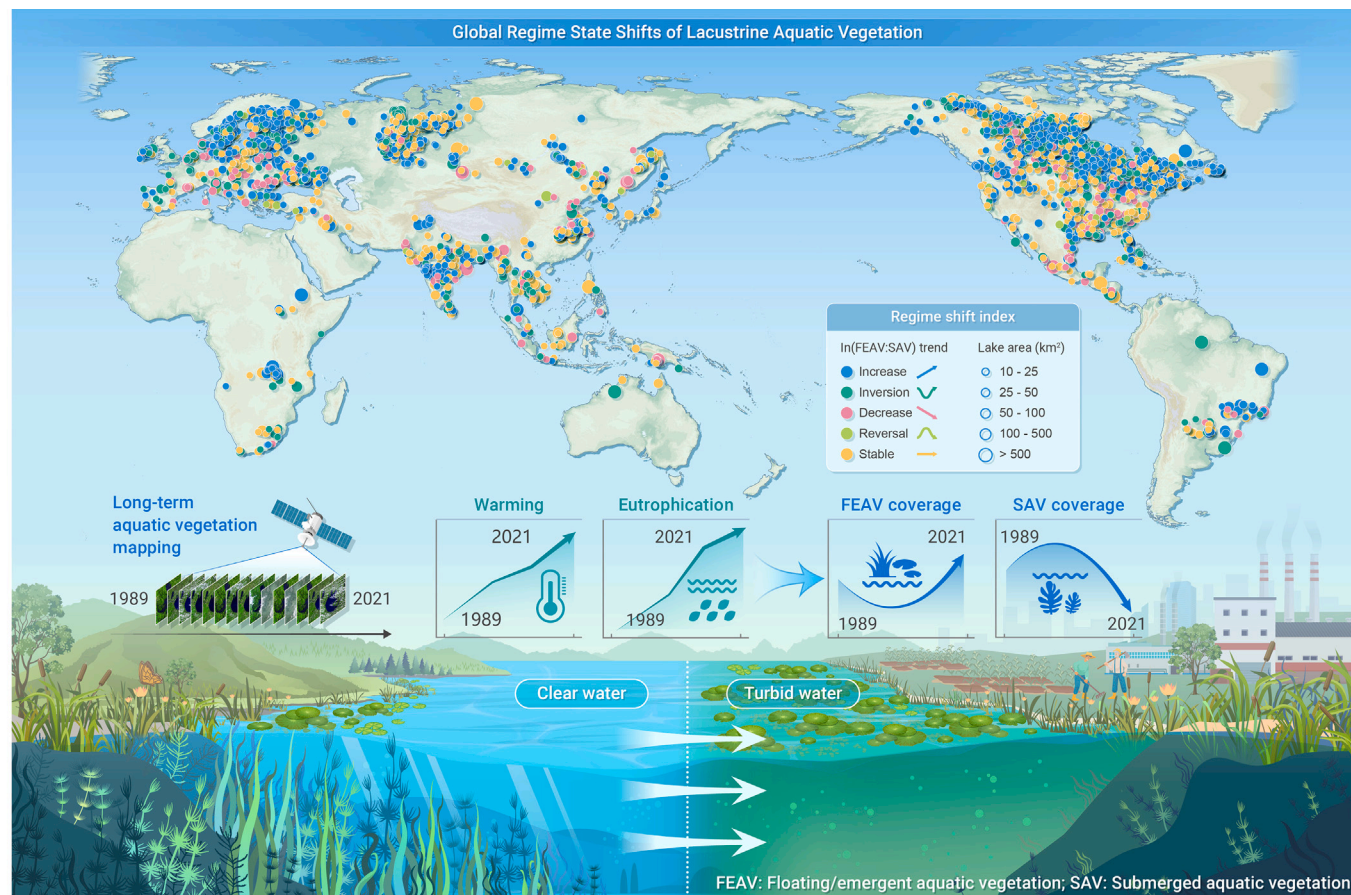 Global Regime State Shifts of Lacustrine Aquatic Vegetation
Regime shift index
ln(FEAV:SAV) trend
Lake area (km²)
Increase
10 - 25
Inversion
25 - 50
Decrease
50 - 100
Reversal
100 - 500
Stable
> 500
Long-term
aquatic vegetation
mapping
1989
2021
Warming
2021
1989
Eutrophication
2021
1989
FEAV coverage
2021
1989
SAV coverage
1989
2021
Clear water
Turbid water
FEAV: Floating/emergent aquatic vegetation; SAV: Submerged aquatic vegetation